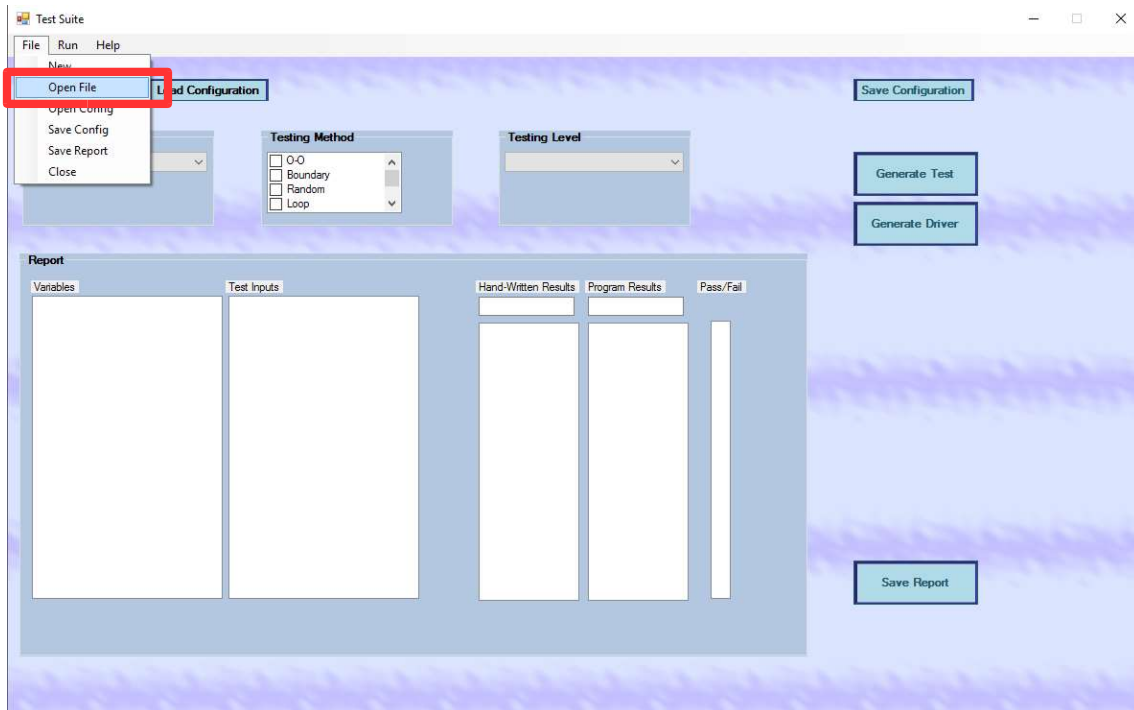 Test Suite
File Run Help
New
Open File
Load Configuration
Save Configuration
Open Config
Save Config
Save Report
Close
Testing Method
O-O
Boundary
Random
Loop
Testing Level
Generate Test
Generate Driver
Report
Variables Test Inputs Hand-Written Results Program Results Pass/Fail
Save Report